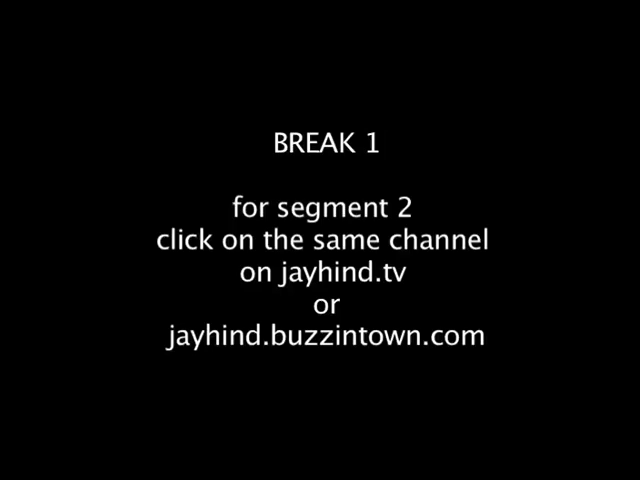 BREAK 1
for segment 2
click on the same channel
on jayhind.tv
or
jayhind.buzzintown.com